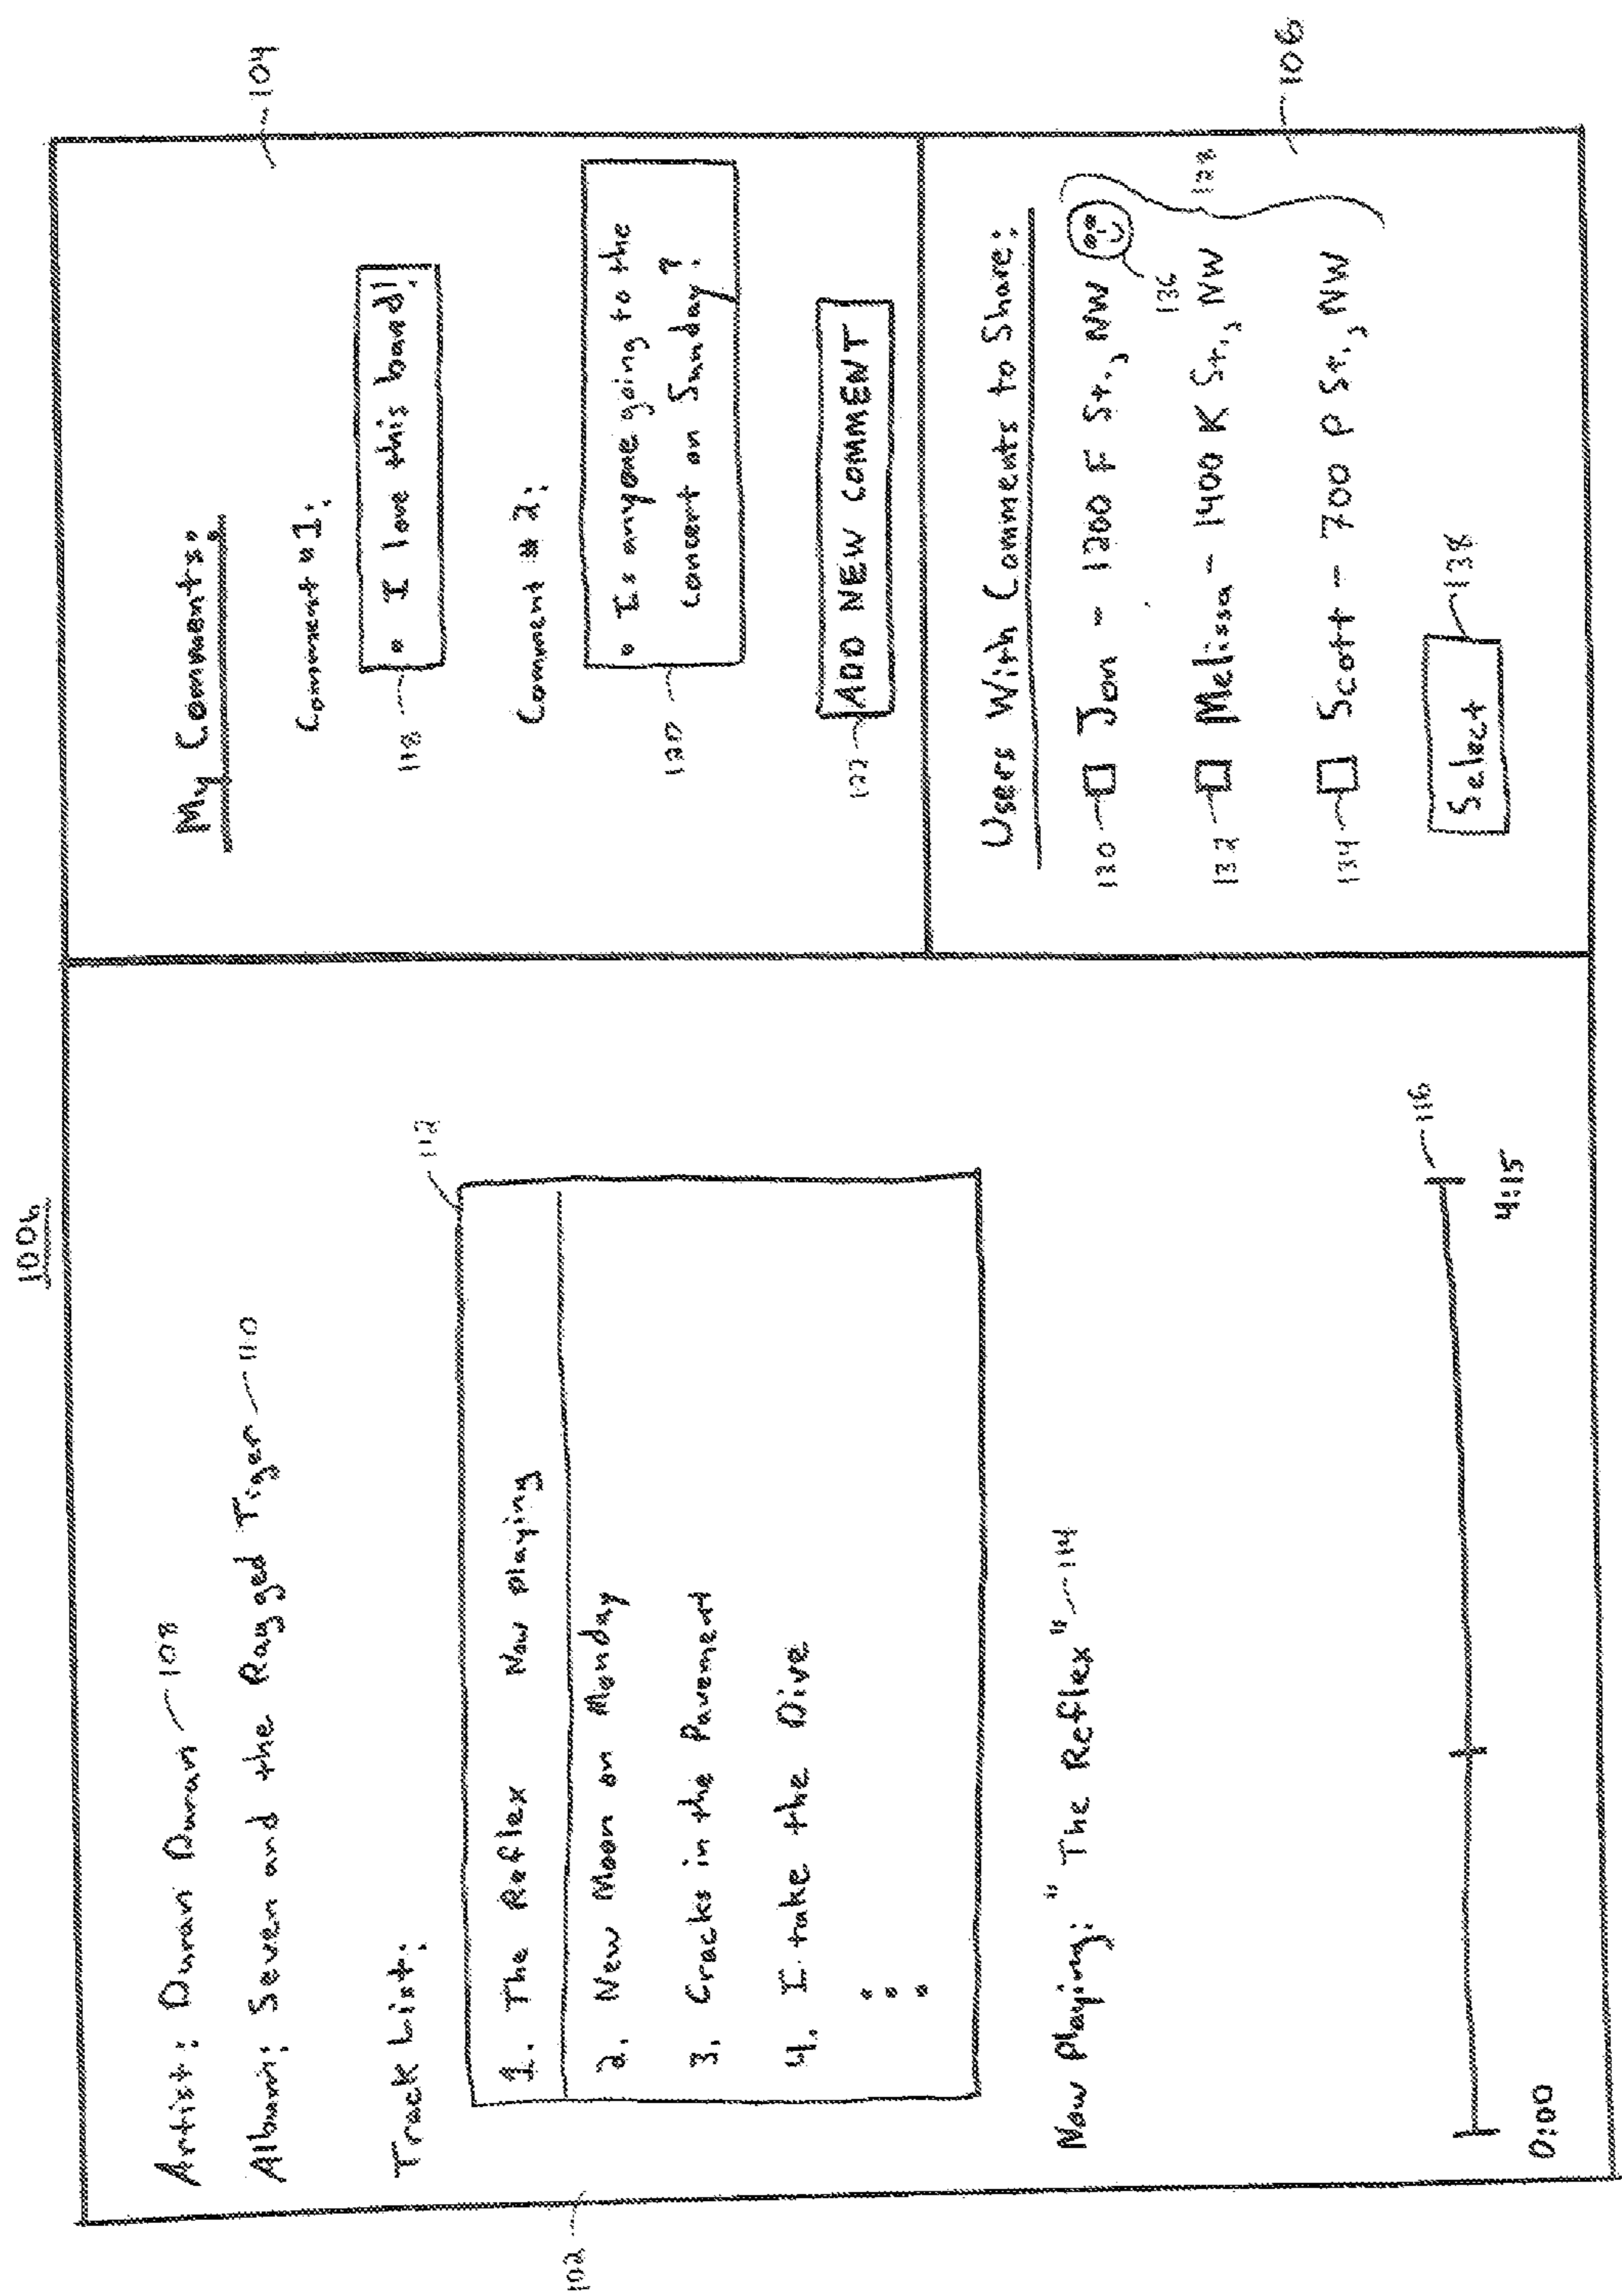 100b
102
Artist: Duran Duran 108
Album: Seven and the Ragged Tiger 110
Track List:
112
1. The Reflex Now Playing
2. New Moon on Monday
3. Cracks in the Pavement
4. I take the Dive
Now Playing: "The Reflex" 114
116
0:00 4:15
104
My Comments:
Comment #1:
118 • I love this band!
Comment #2:
120 • Is anyone going to the
concert on Sunday?
122 ADD NEW COMMENT
106
Users With Comments to Share:
130 Jon - 1200 F St., NW
136
128
132 Melissa - 1400 K St., NW
134 Scott - 700 P St., NW
Select 138